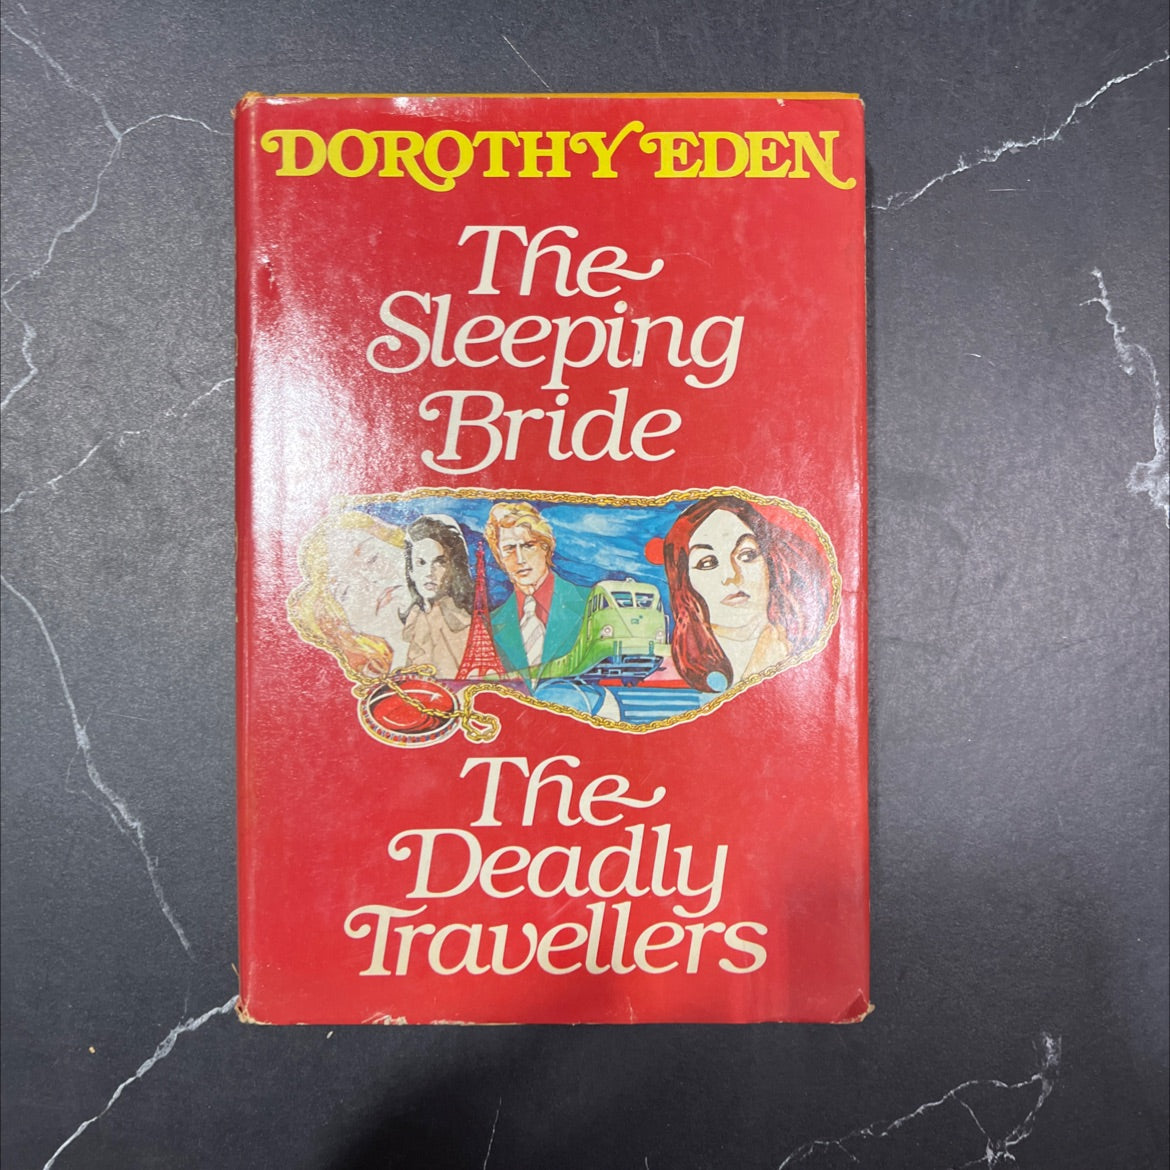 DOROTHY EDEN
The
Sleeping
Bride
The
Deadly
Travellers